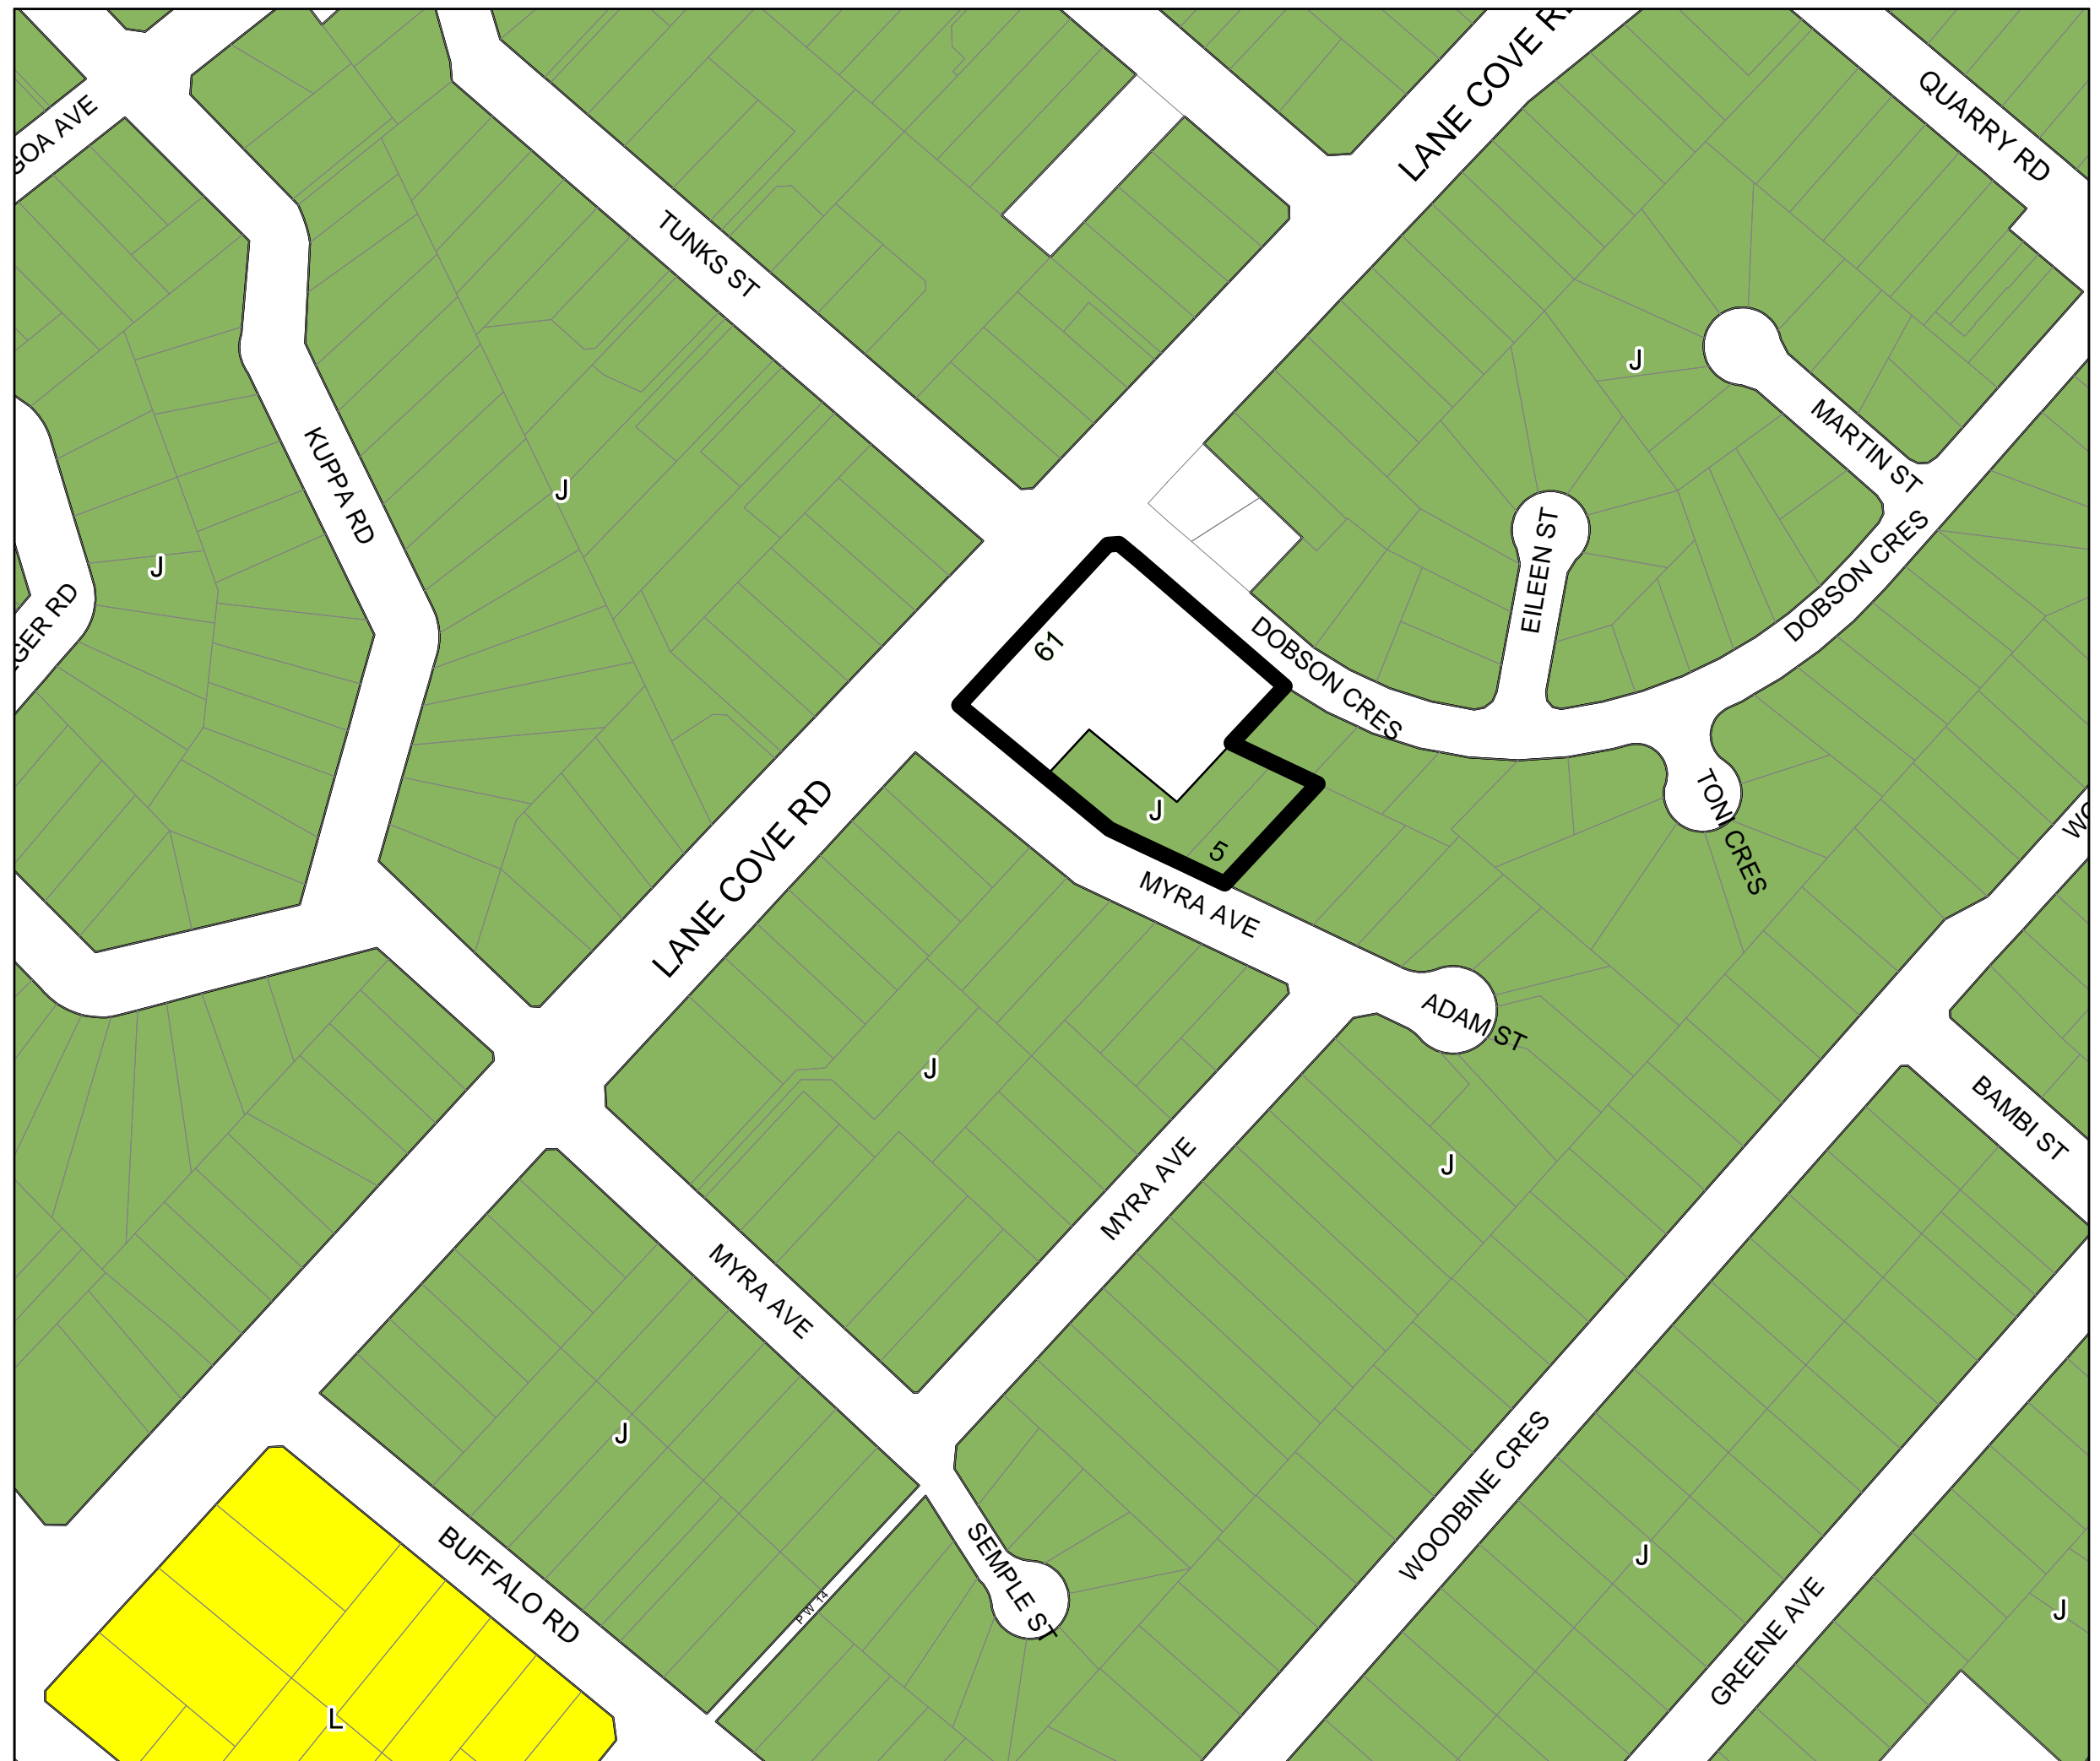 LANE COVE
QUARRY RD
GOA AVE
TUNKS ST
J
MARTIN ST
KUPPA RD
J
EILEEN ST
DOBSON CRES
J
GER RD
61
DOBSON CRES
TONI CRES
J
5
LANE COVE RD
MYRA AVE
ADAM ST
J
BAMBI ST
J
MYRA AVE
MYRA AVE
J
WOODBINE CRES
BUFFALO RD
SEMPLE ST
P W 14
J
GREENE AVE
J
L